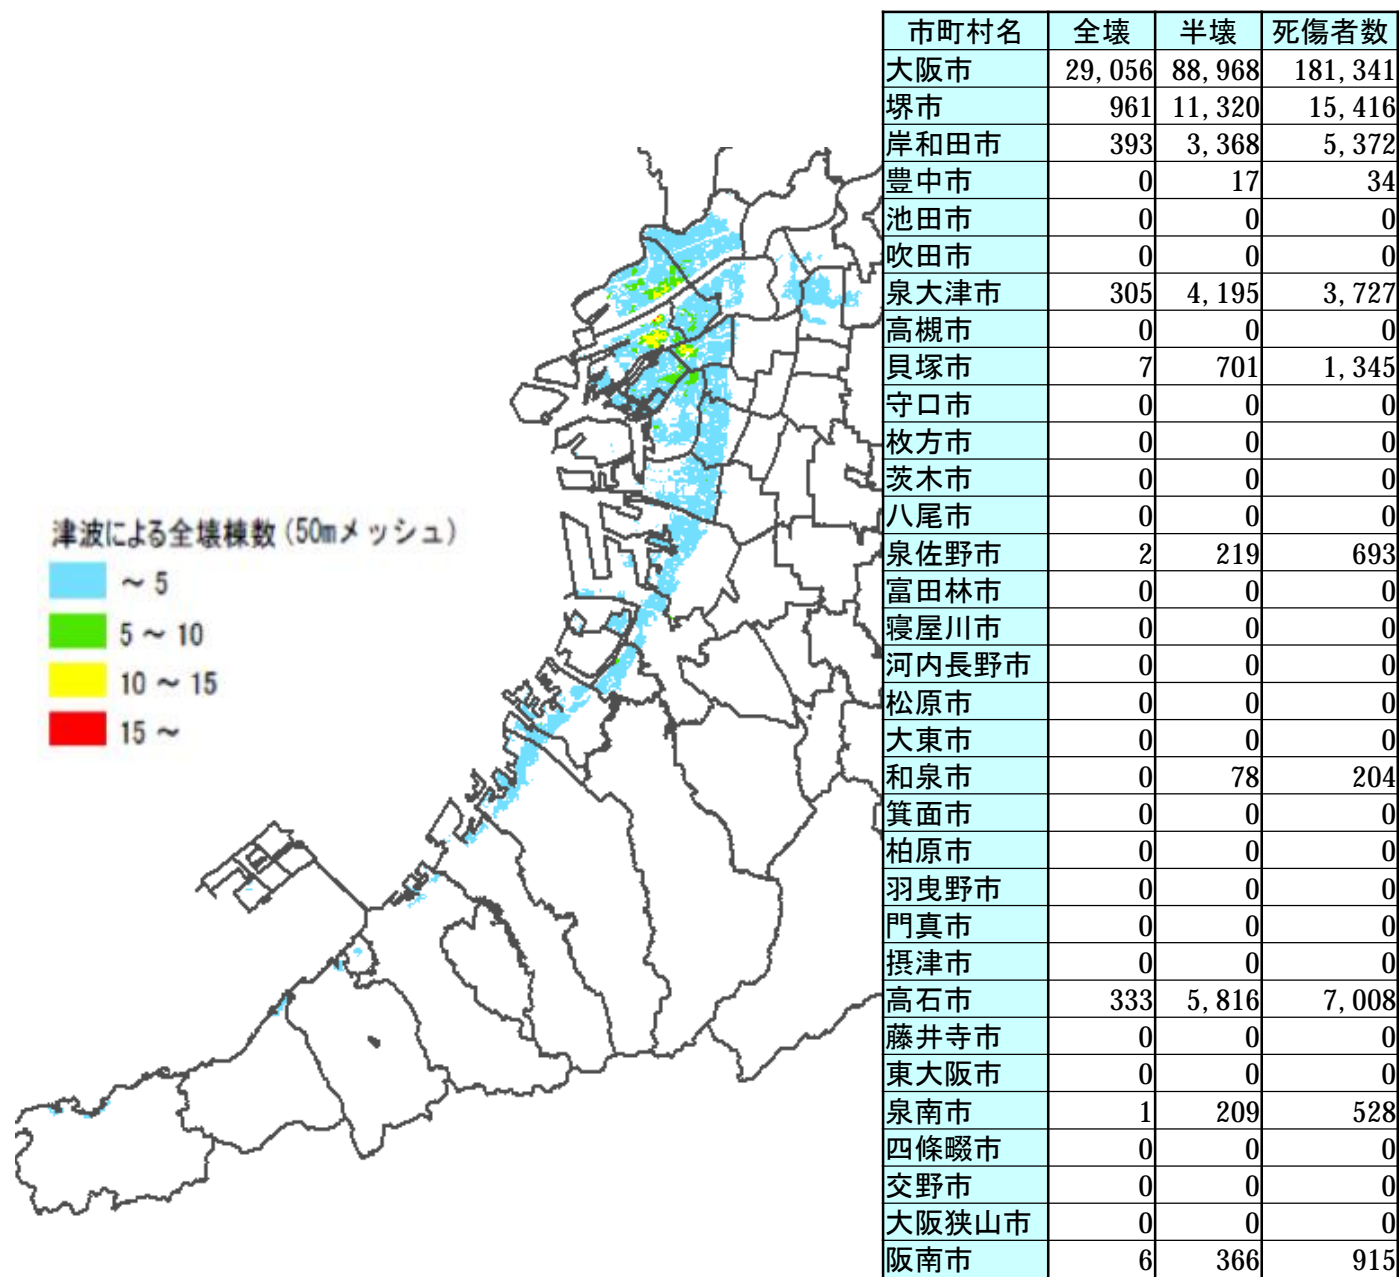 津波による全壊棟数(50mメッシュ)
～ 5
5 ～ 10
10 ～ 15
15 ～
市町村名 全壊 半壊 死傷者数
大阪市 29,056 88,968 181,341
堺市 961 11,320 15,416
岸和田市 393 3,368 5,372
豊中市 0 17 34
池田市 0 0 0
吹田市 0 0 0
泉大津市 305 4,195 3,727
高槻市 0 0 0
貝塚市 7 701 1,345
守口市 0 0 0
枚方市 0 0 0
茨木市 0 0 0
八尾市 0 0 0
泉佐野市 2 219 693
富田林市 0 0 0
寝屋川市 0 0 0
河内長野市 0 0 0
松原市 0 0 0
大東市 0 0 0
和泉市 0 78 204
箕面市 0 0 0
柏原市 0 0 0
羽曳野市 0 0 0
門真市 0 0 0
摂津市 0 0 0
高石市 333 5,816 7,008
藤井寺市 0 0 0
東大阪市 0 0 0
泉南市 1 209 528
四條畷市 0 0 0
交野市 0 0 0
大阪狭山市 0 0 0
阪南市 6 366 915